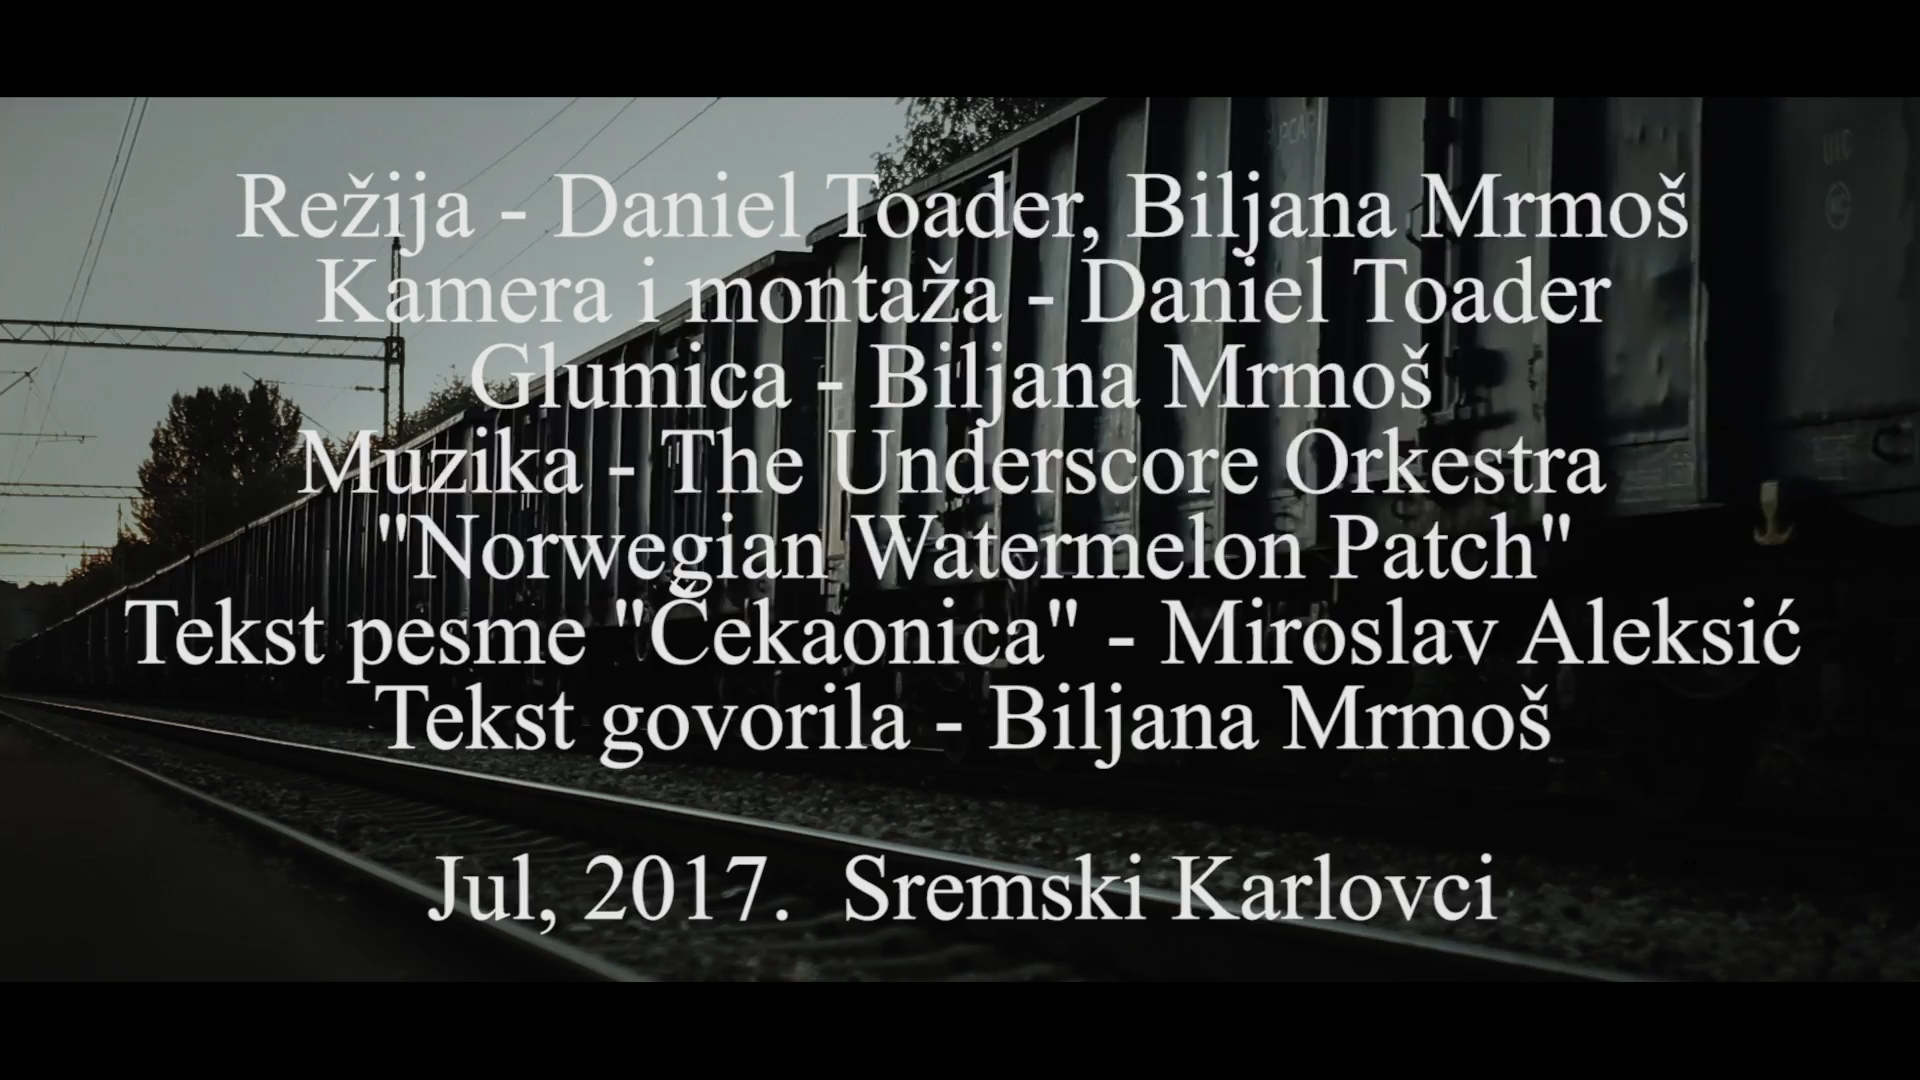 Režija - Daniel Toader, Biljana Mrmoš
Kamera i montaža - Daniel Toader
Glumica - Biljana Mrmoš
Muzika - The Underscore Orkestra
"Norwegian Watermelon Patch"
Tekst pesme "Čekaonica" - Miroslav Aleksić
Tekst govorila - Biljana Mrmoš
Jul, 2017. Sremski Karlovci